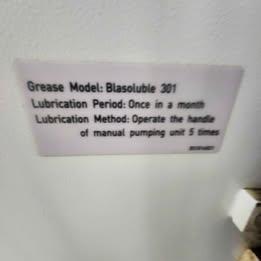 Grease Model: Blasoluble 301
Lubrication Period: Once in a month
Lubrication Method: Operate the handle
of manual pumping unit 5 times